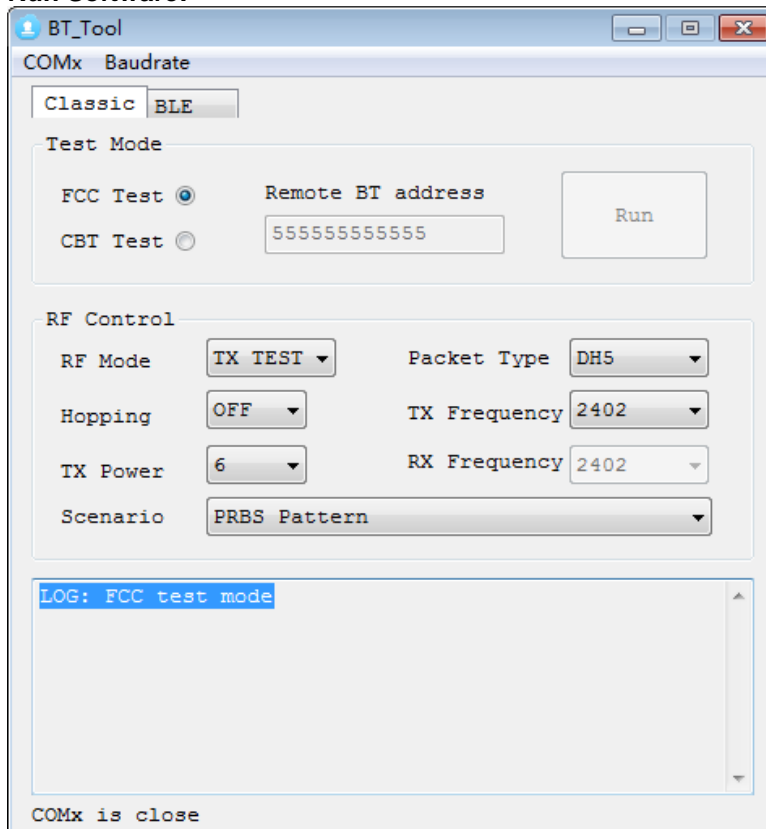 Run Software:
BT_Tool
COMx Baudrate
Classic BLE
Test Mode
FCC Test Remote BT address
Run
CBT Test 555555555555
RF Control
RF Mode TX TEST Packet Type DH5
Hopping OFF TX Frequency 2402
TX Power 6 RX Frequency 2402
Scenario PRBS Pattern
LOG: FCC test mode
COMx is close